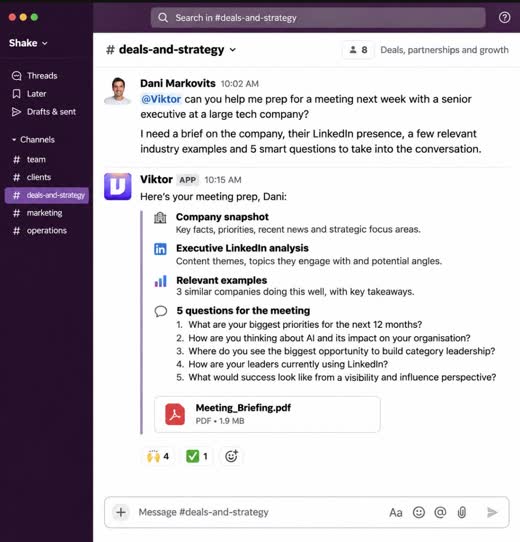 Search in #deals-and-strategy
Shake
Threads
Later
Drafts & sent
Channels
# team
# clients
# deals-and-strategy
# marketing
# operations
# deals-and-strategy
8
Deals, partnerships and growth
Dani Markovits 10:02 AM
@Viktor can you help me prep for a meeting next week with a senior
executive at a large tech company?
I need a brief on the company, their LinkedIn presence, a few relevant
industry examples and 5 smart questions to take into the conversation.
Viktor APP 10:15 AM
Here's your meeting prep, Dani:
Company snapshot
Key facts, priorities, recent news and strategic focus areas.
in
Executive LinkedIn analysis
Content themes, topics they engage with and potential angles.
Relevant examples
3 similar companies doing this well, with key takeaways.
5 questions for the meeting
1. What are your biggest priorities for the next 12 months?
2. How are you thinking about AI and its impact on your organisation?
3. Where do you see the biggest opportunity to build category leadership?
4. How are your leaders currently using LinkedIn?
5. What would success look like from a visibility and influence perspective?
Meeting_Briefing.pdf
PDF • 1.9 MB
4
1
Message #deals-and-strategy
Aa